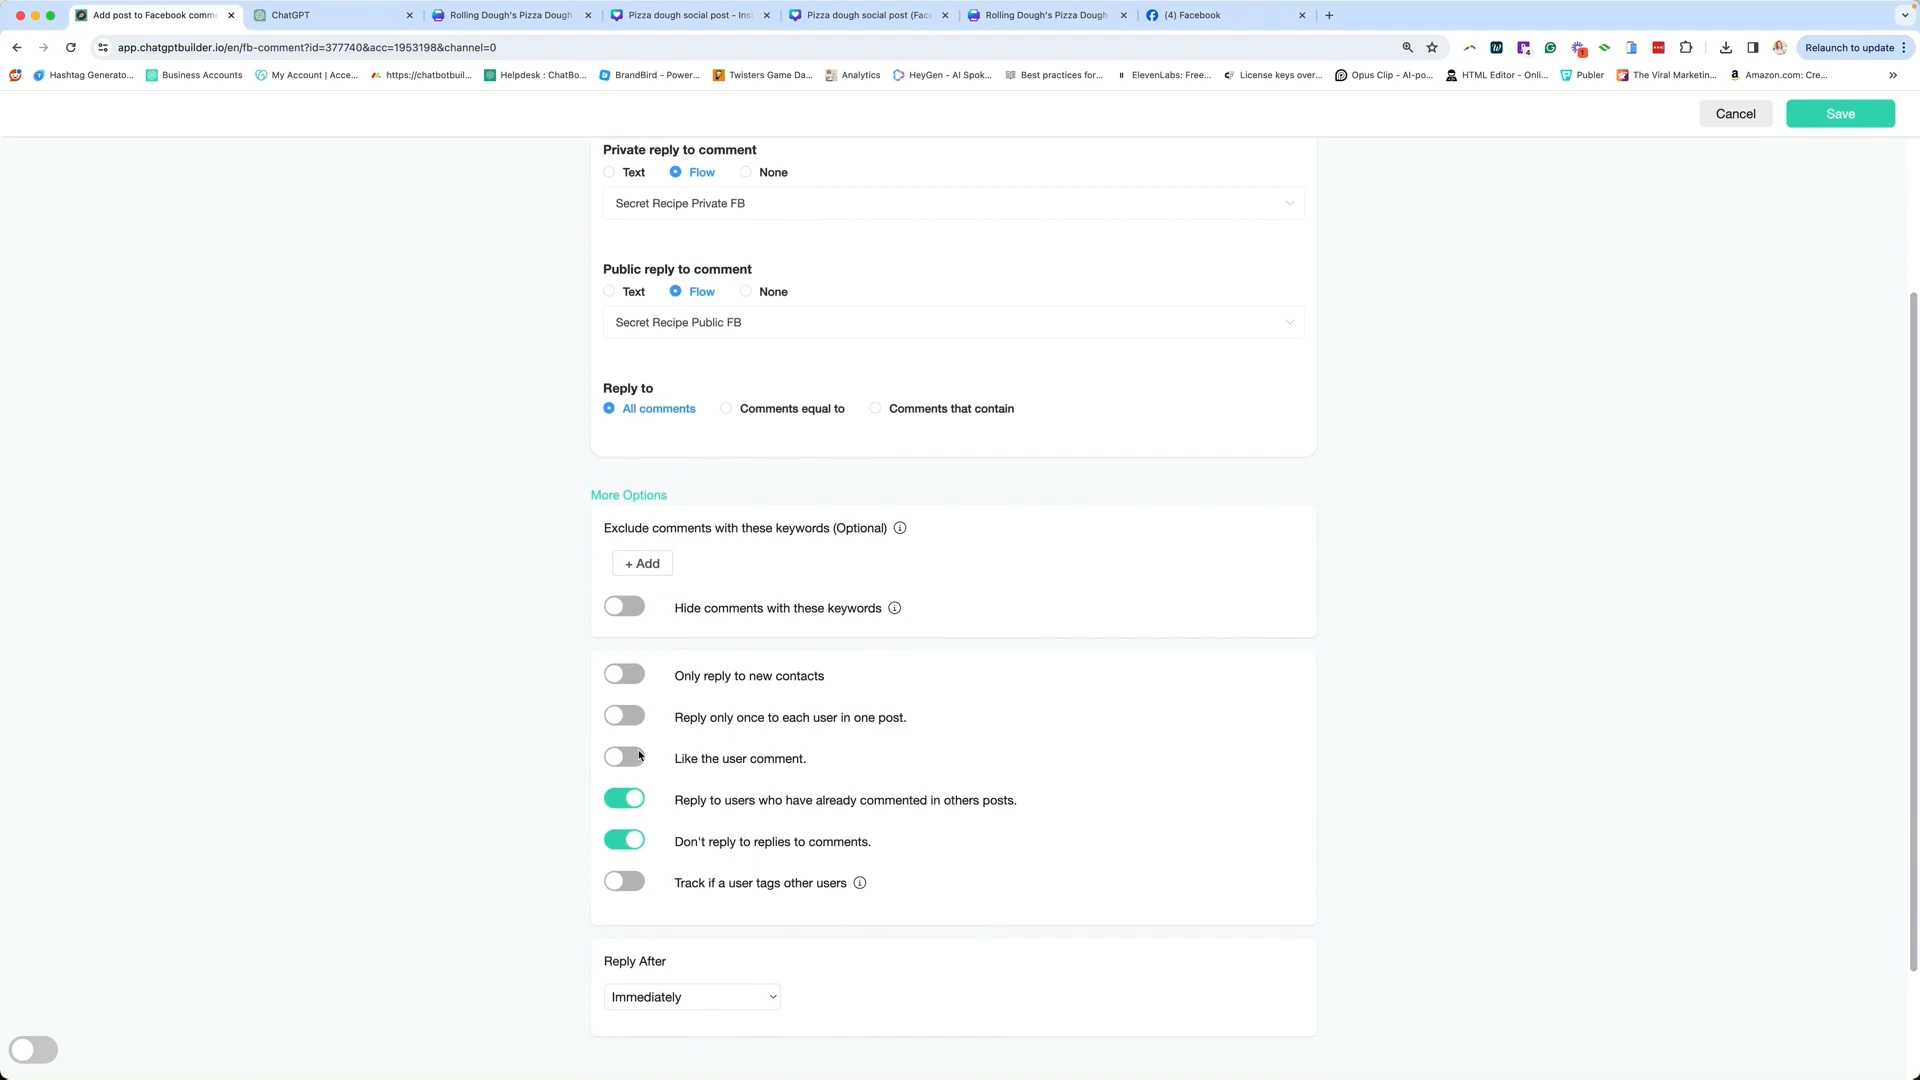 Add post to Facebook comme
ChatGPT
Rolling Dough's Pizza Dough
Pizza dough social post - Ins
Pizza dough social post (Fac
Rolling Dough's Pizza Dough
(4) Facebook
app.chatgptbuilder.io/en/fb-comment?id=377740&acc=1953198&channel=0
Relaunch to update
Hashtag Generato...
Business Accounts
My Account | Acce...
https://chatbotbuil...
Helpdesk : ChatBo...
BrandBird - Power...
Twisters Game Da...
Analytics
HeyGen - AI Spok...
Best practices for...
ElevenLabs: Free...
License keys over...
Opus Clip - AI-po...
HTML Editor - Onli...
Publer
The Viral Marketin...
Amazon.com: Cre...
Cancel
Save
Private reply to comment
Text Flow None
Secret Recipe Private FB
Public reply to comment
Text Flow None
Secret Recipe Public FB
Reply to
All comments Comments equal to Comments that contain
More Options
Exclude comments with these keywords (Optional)
+ Add
Hide comments with these keywords
Only reply to new contacts
Reply only once to each user in one post.
Like the user comment.
Reply to users who have already commented in others posts.
Don't reply to replies to comments.
Track if a user tags other users
Reply After
Immediately